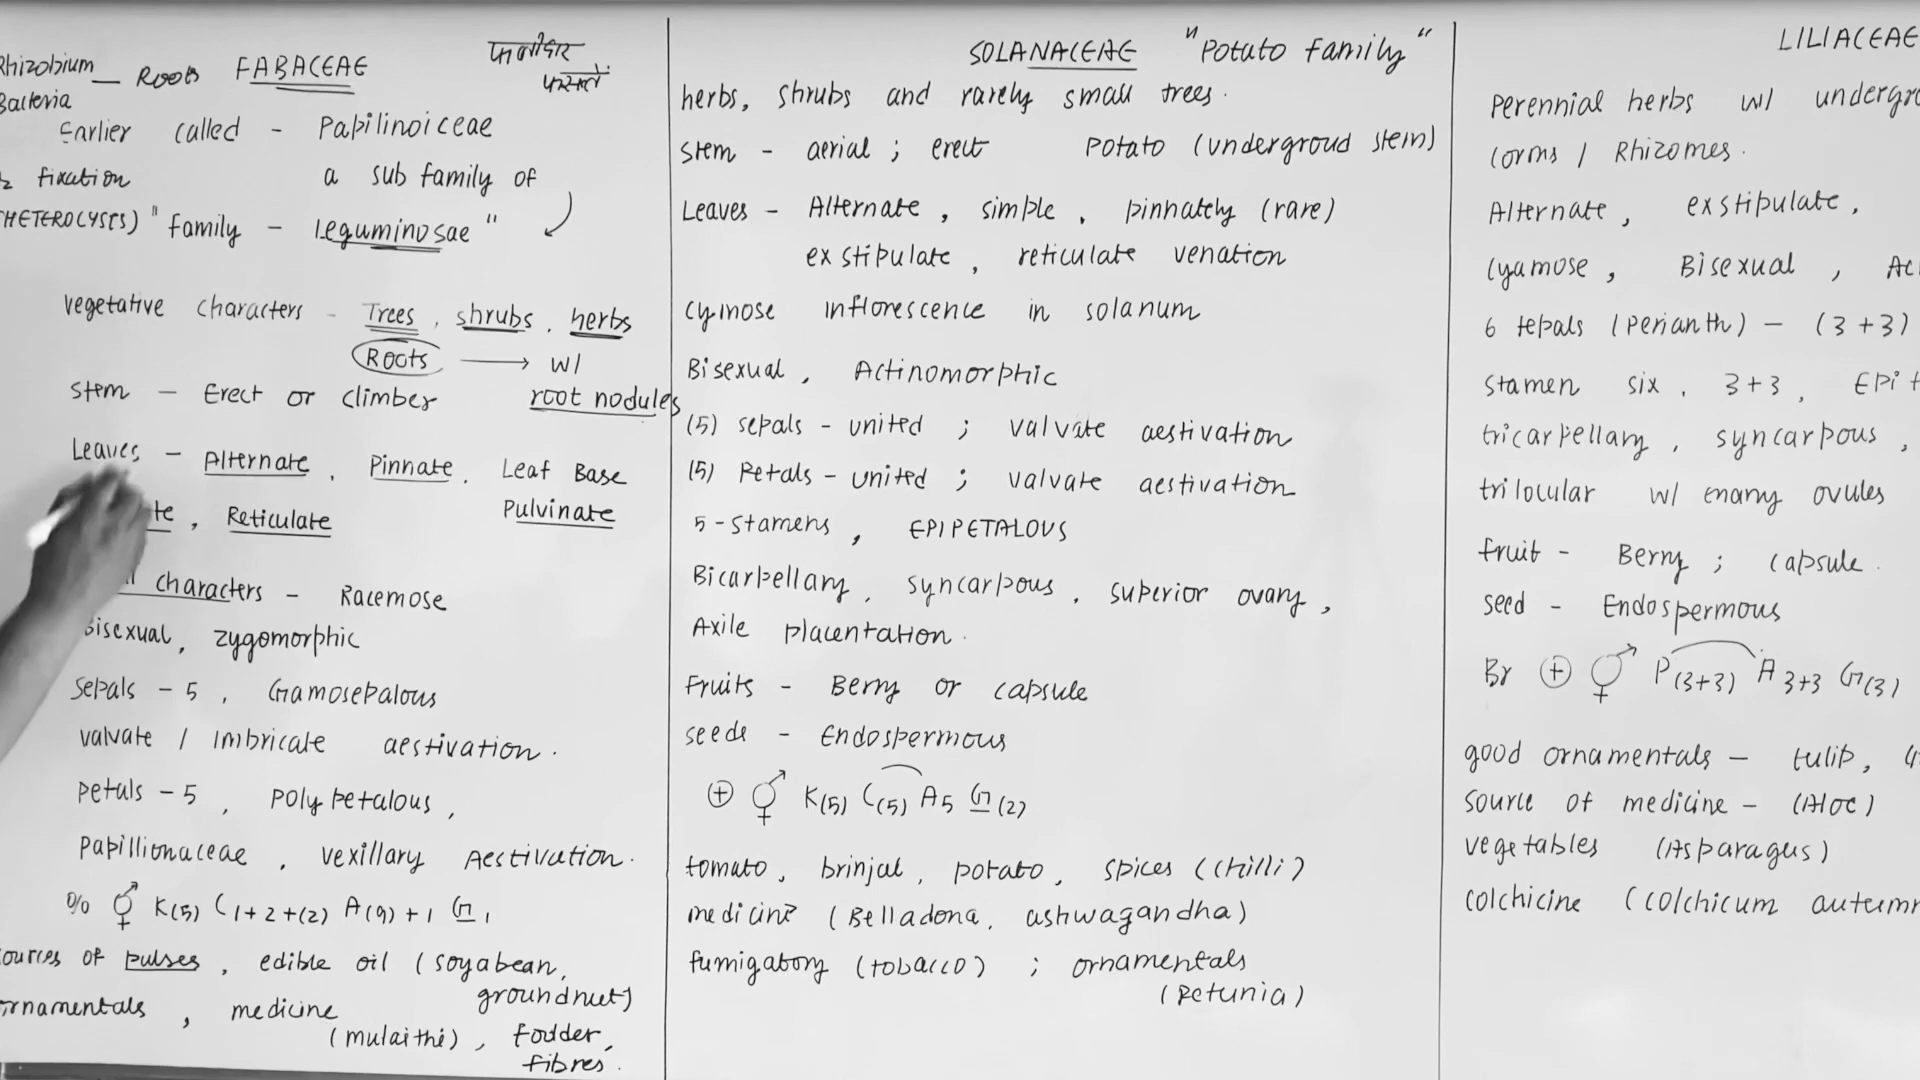 Rhizobium — Roots FABACEAE
Bacteria
Earlier called - Papilinoiceae
fixation a sub family of
HETEROLYSIS) "family - Leguminosae"
vegetative characters - Trees, shrubs, herbs
Roots → w/
stem - Erect or climber root nodules
Leaves - Alternate, Pinnate, Leaf Base
te, Reticulate Pulvinate
characters - Racemose
Bisexual, zygomorphic
Sepals - 5, Gamosepalous
valvate / imbricate aestivation.
Petals - 5, Polypetalous,
Papillionaceae, vexillary Aestivation.
% ⚥ K(5) C1+2+(2) A(9)+1 G1
ources of pulses, edible oil (soyabean,
groundnut)
rnamentals, medicine
(mulaithi), fodder,
fibres.
SOLANACEAE "Potato Family"
herbs, shrubs and rarely small trees.
Stem - aerial; erect Potato (undergroud stem)
Leaves - Alternate, simple, pinnately (rare)
exstipulate, reticulate venation
Cymose inflorescence in solanum
Bisexual, Actinomorphic
(5) sepals - united; valvate aestivation
(5) Petals - united; valvate aestivation
5-stamens, EPIPETALOUS
Bicarpellary, syncarpous, superior ovary,
Axile placentation.
Fruits - Berry or capsule
seeds - Endospermous
⊕ ⚥ K(5) C(5) A5 G(2)
tomato, brinjal, potato, spices (chilli)
medicine (Belladona, ashwagandha)
fumigatory (tobacco); ornamentals
(Petunia)
LILIACEAE
Perennial herbs w/ undergro
Corms / Rhizomes.
Alternate, exstipulate,
Cyamose, Bisexual, Ac
6 tepals (perianth) - (3+3)
Stamen six, 3+3, Epit
tricarpellary, syncarpous,
trilocular w/ many ovules
fruit - Berry; capsule.
seed - Endospermous
Br ⊕ ⚥ P(3+3) A3+3 G(3)
good ornamentals - tulip, G
source of medicine - (Aloe)
vegetables (Asparagus)
colchicine (colchicum autumn